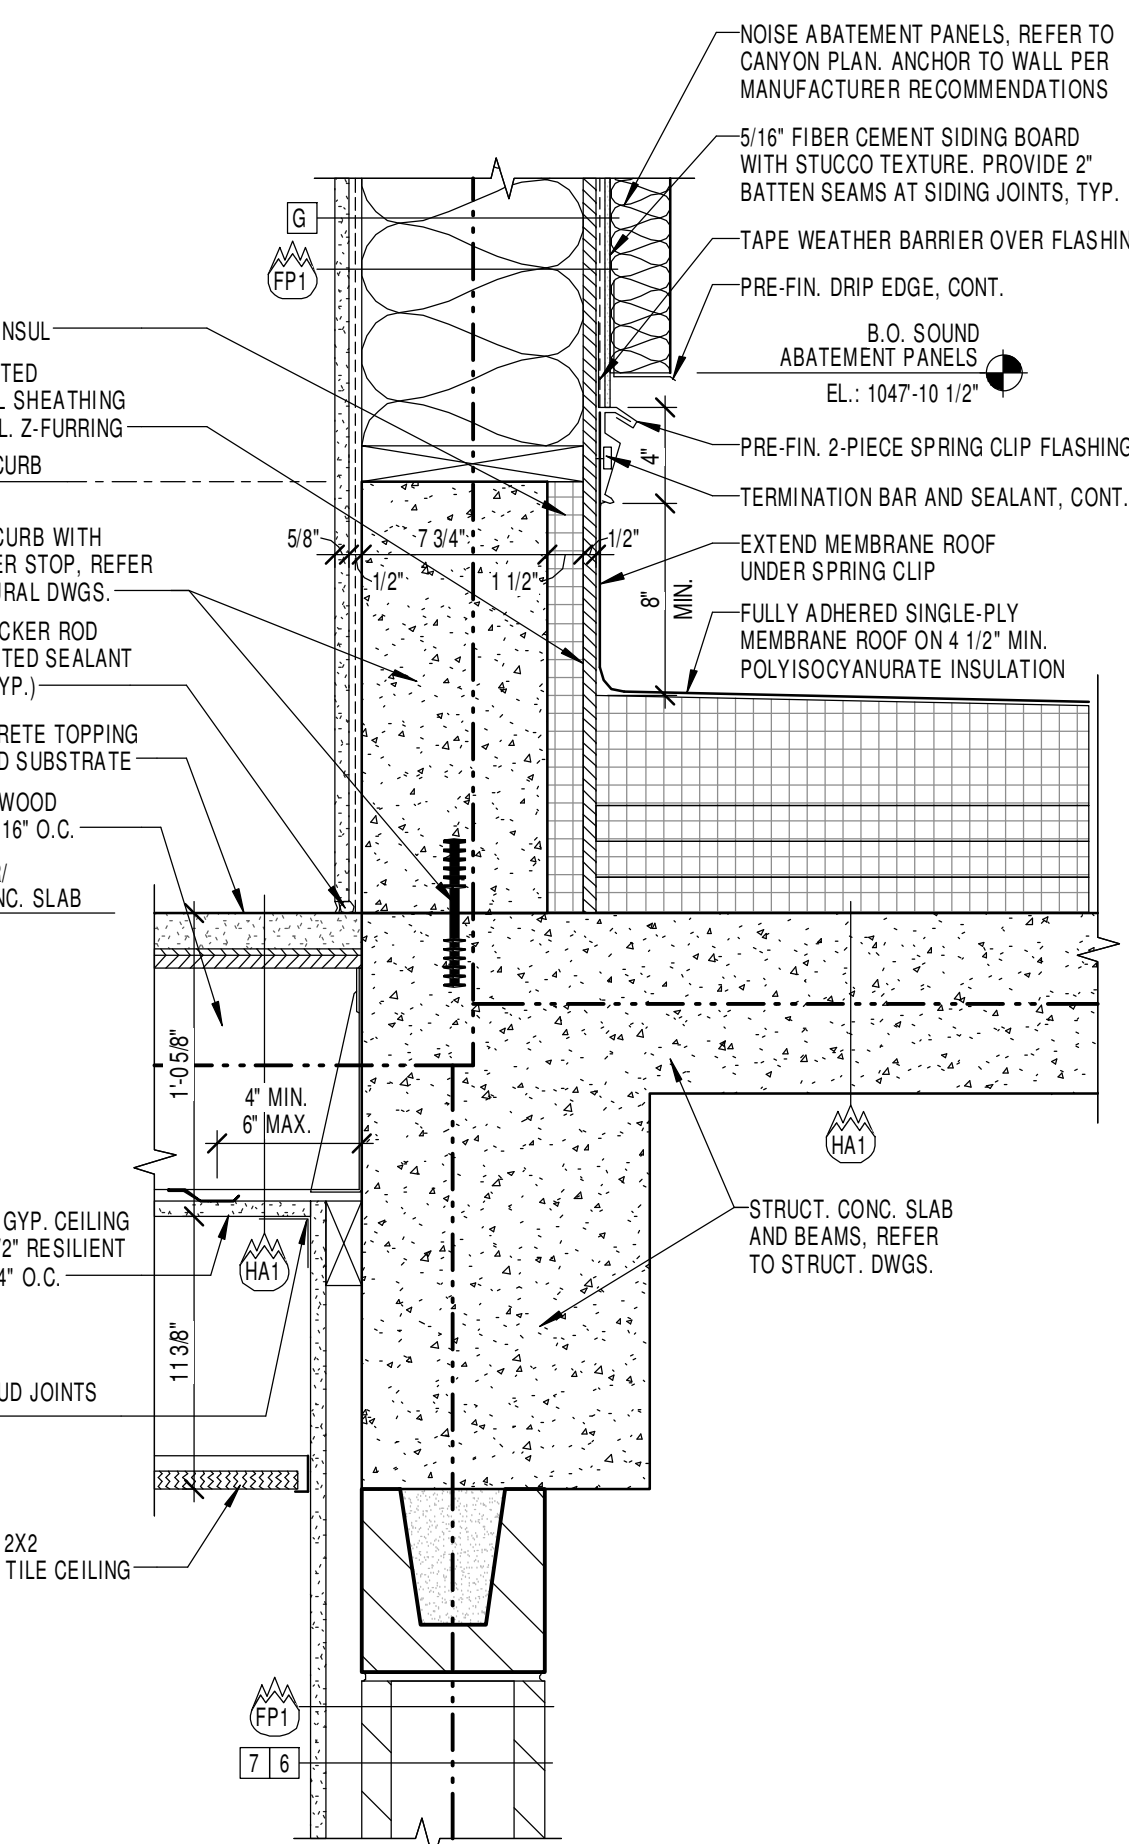 NOISE ABATEMENT PANELS, REFER TO
CANYON PLAN. ANCHOR TO WALL PER
MANUFACTURER RECOMMENDATIONS
5/16" FIBER CEMENT SIDING BOARD
WITH STUCCO TEXTURE. PROVIDE 2"
BATTEN SEAMS AT SIDING JOINTS, TYP.
TAPE WEATHER BARRIER OVER FLASHIN
PRE-FIN. DRIP EDGE, CONT.
B.O. SOUND
ABATEMENT PANELS
EL.: 1047'-10 1/2"
PRE-FIN. 2-PIECE SPRING CLIP FLASHING
TERMINATION BAR AND SEALANT, CONT.
EXTEND MEMBRANE ROOF
UNDER SPRING CLIP
FULLY ADHERED SINGLE-PLY
MEMBRANE ROOF ON 4 1/2" MIN.
POLYISOCYANURATE INSULATION
G
FP1
NSUL
TED
L SHEATHING
L. Z-FURRING
CURB
CURB WITH
ER STOP, REFER
URAL DWGS.
CKER ROD
TED SEALANT
YP.)
RETE TOPPING
D SUBSTRATE
WOOD
16" O.C.
R/
NC. SLAB
5/8"
1/2"
7 3/4"
1 1/2"
1/2"
4"
8"
MIN.
1'-0 5/8"
4" MIN.
6" MAX.
HA1
HA1
STRUCT. CONC. SLAB
AND BEAMS, REFER
TO STRUCT. DWGS.
GYP. CEILING
/2" RESILIENT
4" O.C.
11 3/8"
UD JOINTS
2X2
TILE CEILING
FP1
7 6